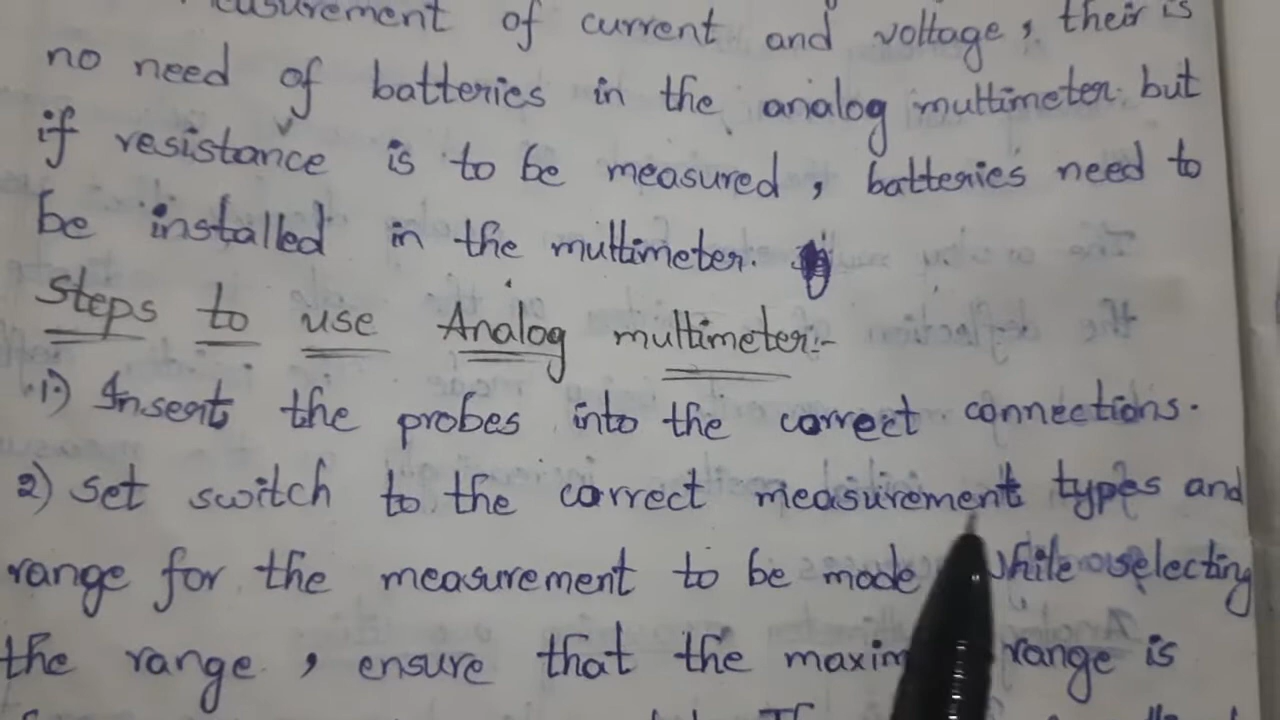 of current and voltage, their is
no need of batteries in the analog multimeter. but
if resistance is to be measured, batteries need to
be installed in the multimeter.
Steps to use Analog multimeter:-
1) Insert the probes into the correct connections.
2) set switch to the correct measurement types and
range for the measurement to be mode while selecting
the range, ensure that the range is